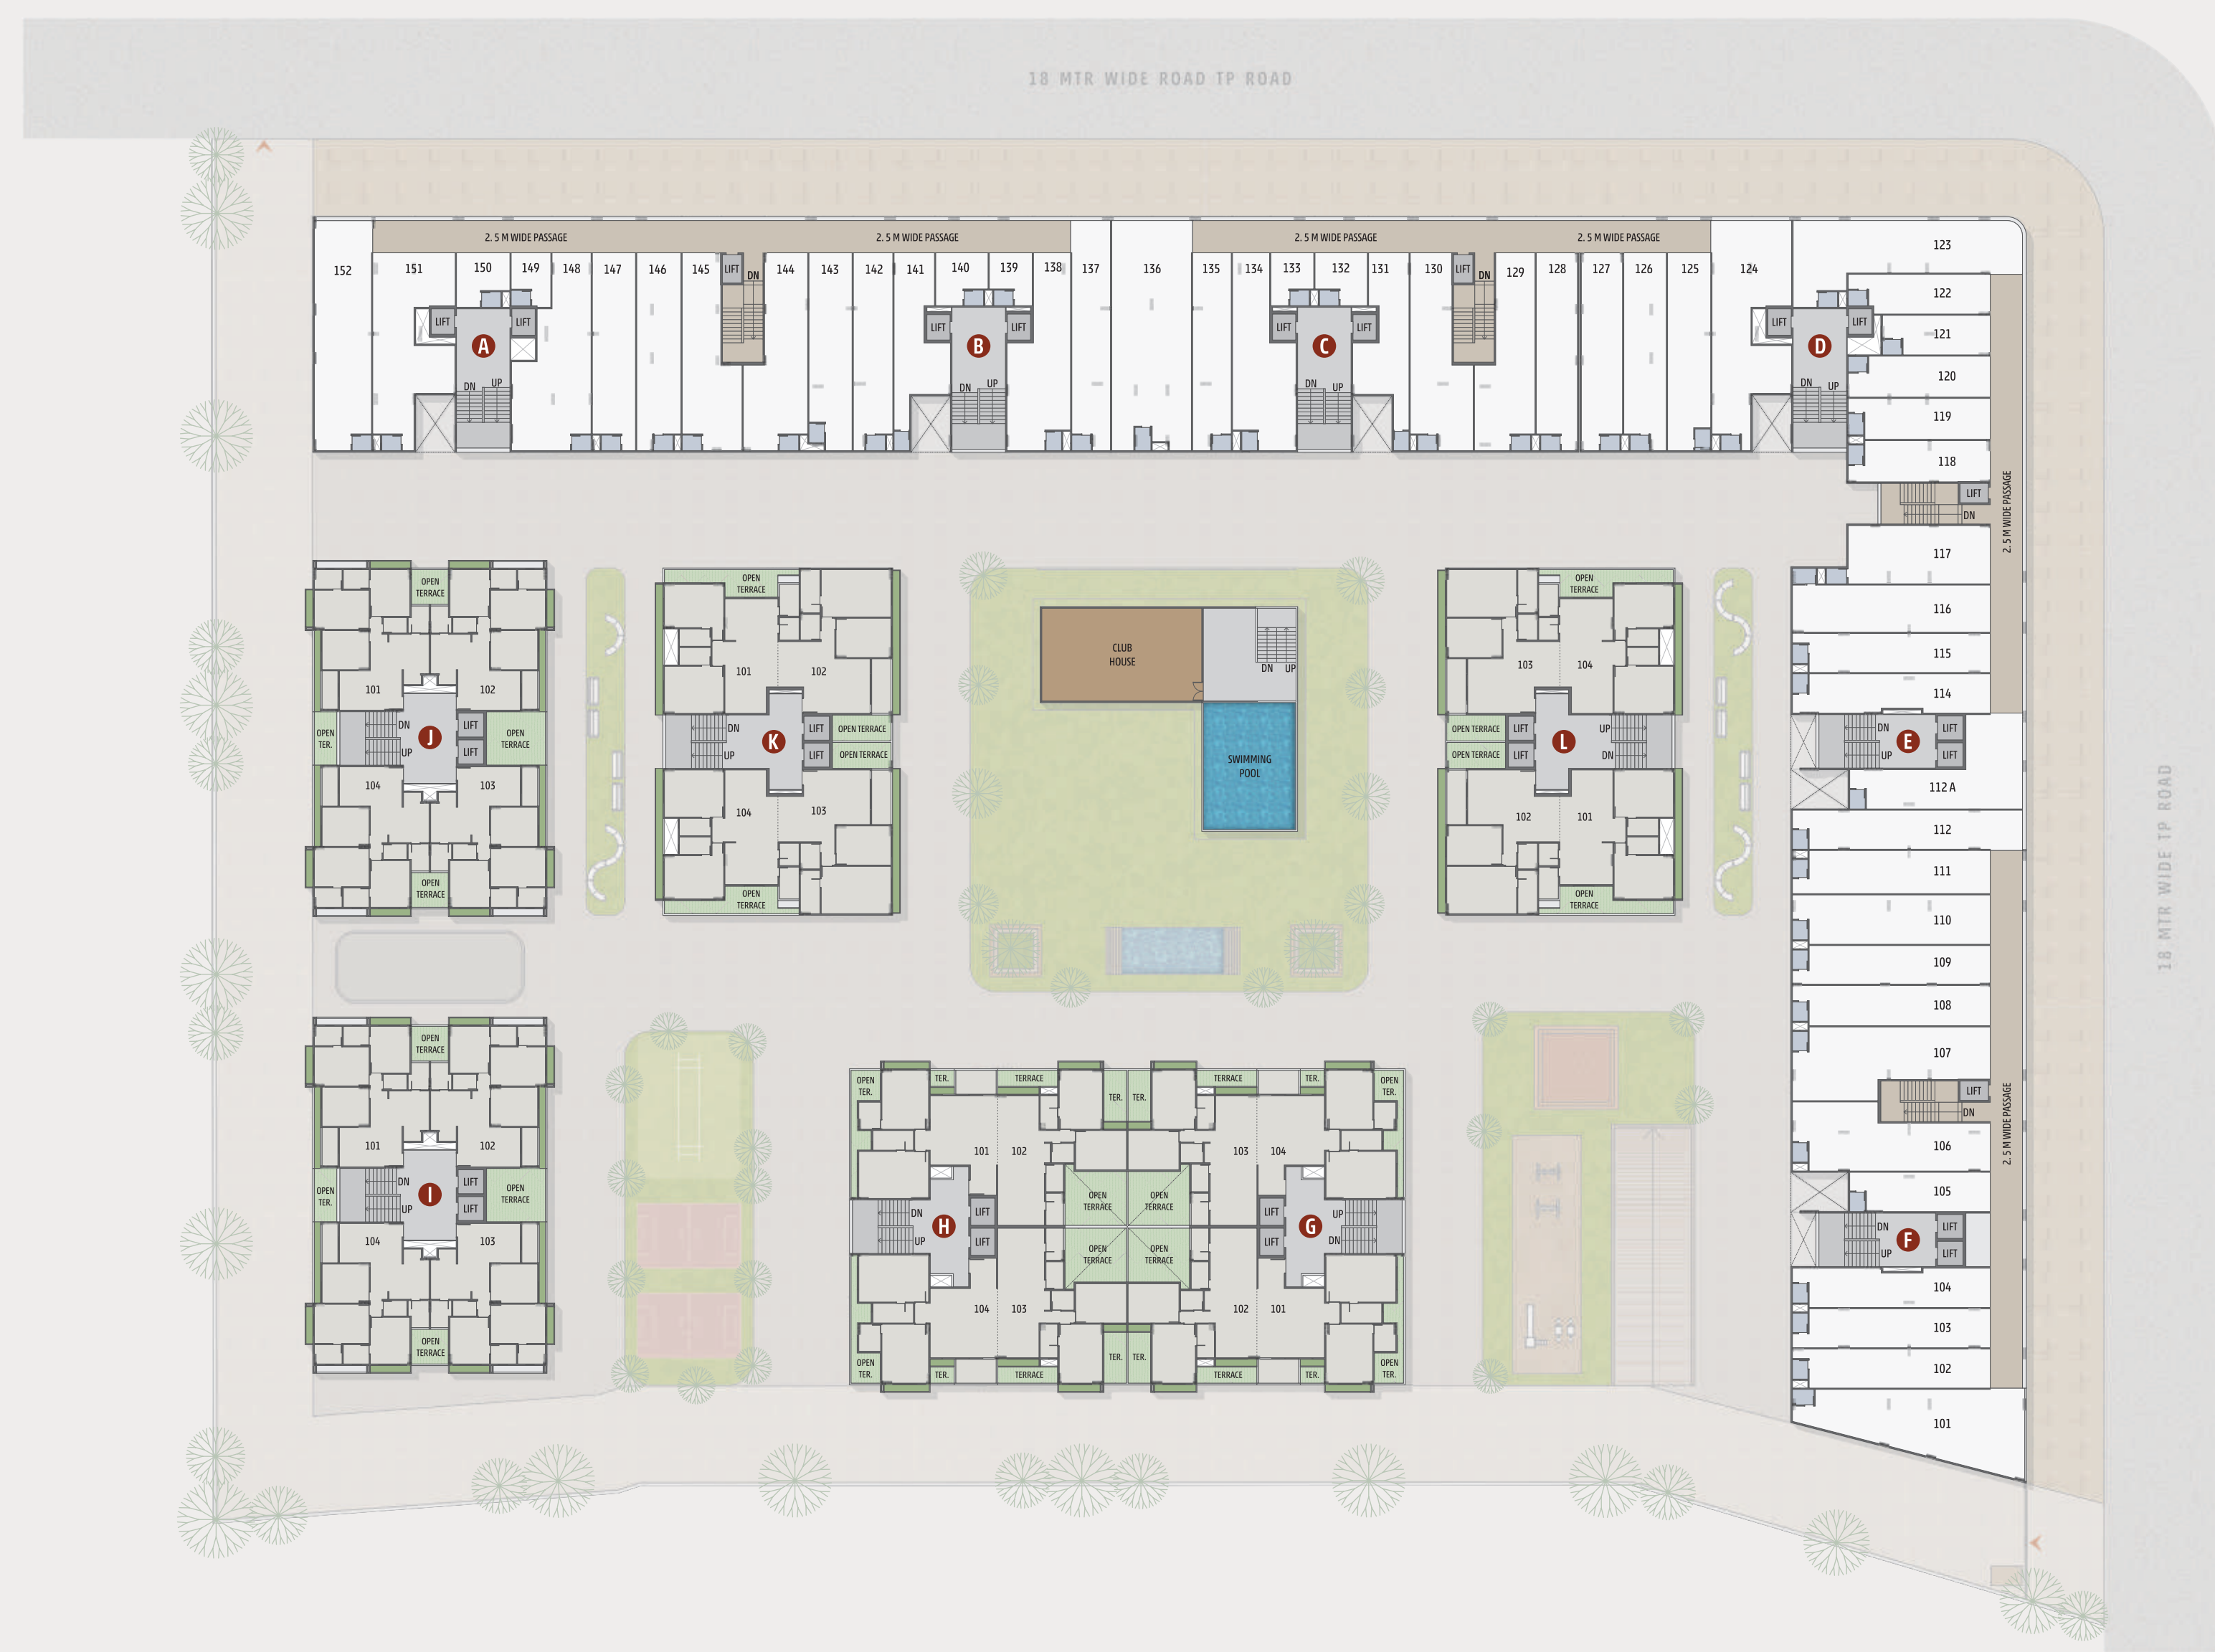 18 MTR WIDE ROAD TP ROAD
2. 5 M WIDE PASSAGE
2. 5 M WIDE PASSAGE
2. 5 M WIDE PASSAGE
2. 5 M WIDE PASSAGE
123
152
151
150
149
148
147
146
145
LIFT
DN
144
143
142
141
140
139
138
137
136
135
134
133
132
131
130
LIFT
DN
129
128
127
126
125
124
122
LIFT
LIFT
LIFT
LIFT
LIFT
LIFT
LIFT
LIFT
121
A
B
C
D
120
DN
UP
DN
UP
DN
UP
DN
UP
119
118
LIFT
DN
2. 5 M WIDE PASSAGE
117
116
115
114
DN
UP
E
LIFT
LIFT
112 A
112
111
110
109
108
107
LIFT
DN
2. 5 M WIDE PASSAGE
106
105
DN
UP
F
LIFT
LIFT
104
103
102
101
18 MTR WIDE TP ROAD
OPEN
TERRACE
101
102
OPEN
TER.
DN
UP
J
LIFT
LIFT
OPEN
TERRACE
104
103
OPEN
TERRACE
OPEN
TERRACE
101
102
DN
UP
K
LIFT
LIFT
OPEN TERRACE
OPEN TERRACE
104
103
OPEN
TERRACE
CLUB
HOUSE
DN
UP
SWIMMING
POOL
OPEN
TERRACE
103
104
OPEN TERRACE
OPEN TERRACE
LIFT
LIFT
L
UP
DN
102
101
OPEN
TERRACE
OPEN
TERRACE
101
102
OPEN
TER.
DN
UP
I
LIFT
LIFT
OPEN
TERRACE
104
103
OPEN
TERRACE
OPEN
TER.
TER.
TERRACE
TER.
TER.
TERRACE
TER.
OPEN
TER.
101
102
103
104
OPEN
TERRACE
OPEN
TERRACE
DN
UP
H
LIFT
LIFT
LIFT
LIFT
G
UP
DN
OPEN
TERRACE
OPEN
TERRACE
104
103
102
101
OPEN
TER.
TER.
TERRACE
TER.
TER.
TERRACE
TER.
OPEN
TER.